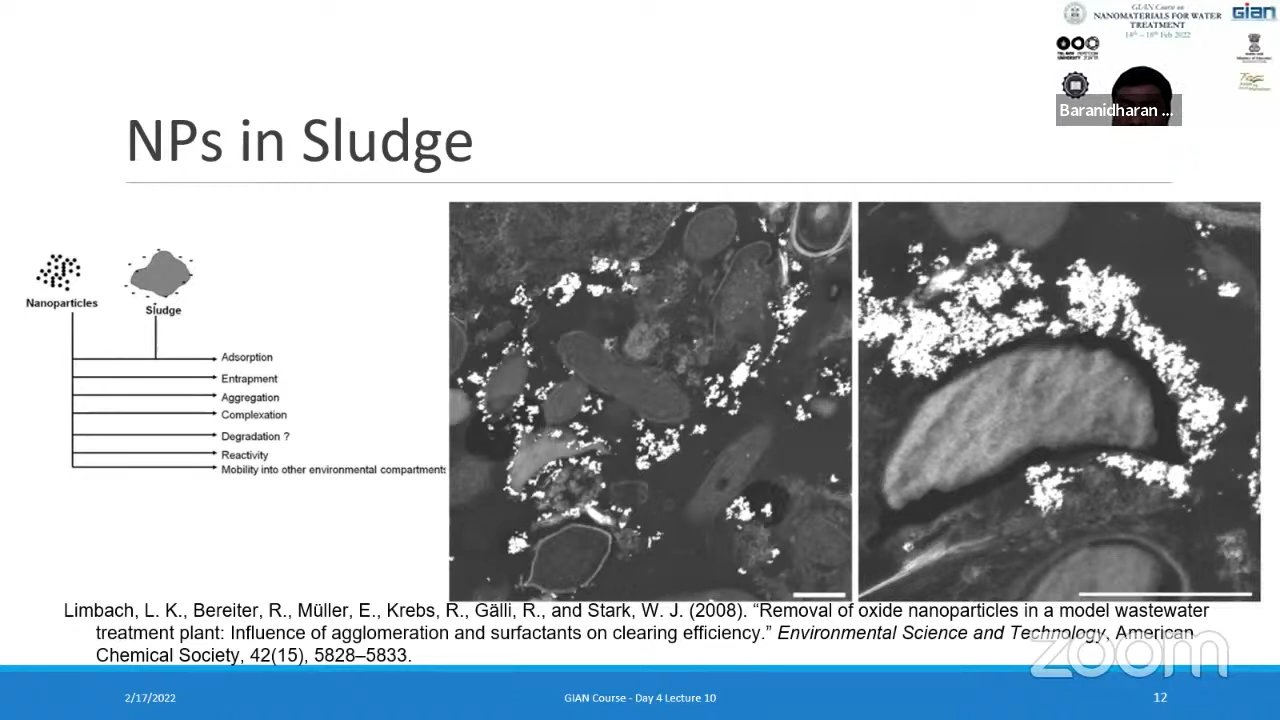 GIAN Course on
NANOMATERIALS FOR WATER
TREATMENT
14th – 18th Feb 2022
Gian
Baranidharan ...
NPs in Sludge
Nanoparticles
Sludge
Adsorption
Entrapment
Aggregation
Complexation
Degradation ?
Reactivity
Mobility into other environmental compartments
Limbach, L. K., Bereiter, R., Müller, E., Krebs, R., Gälli, R., and Stark, W. J. (2008). “Removal of oxide nanoparticles in a model wastewater
treatment plant: Influence of agglomeration and surfactants on clearing efficiency.” Environmental Science and Technology, American
Chemical Society, 42(15), 5828–5833.
zoom
2/17/2022
GIAN Course - Day 4 Lecture 10
12